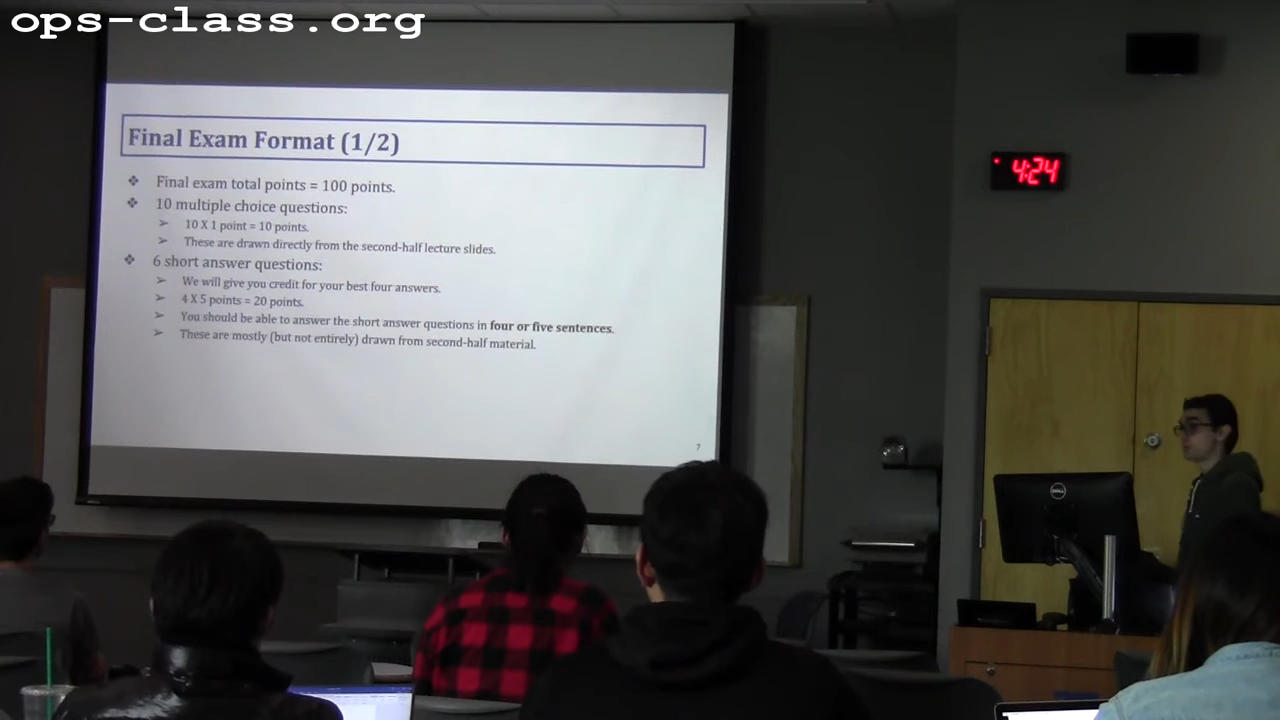 ops-class.org
Final Exam Format (1/2)
❖ Final exam total points = 100 points.
❖ 10 multiple choice questions:
➢ 10 X 1 point = 10 points.
➢ These are drawn directly from the second-half lecture slides.
❖ 6 short answer questions:
➢ We will give you credit for your best four answers.
➢ 4 X 5 points = 20 points.
➢ You should be able to answer the short answer questions in four or five sentences.
➢ These are mostly (but not entirely) drawn from second-half material.
7
4:24
DELL